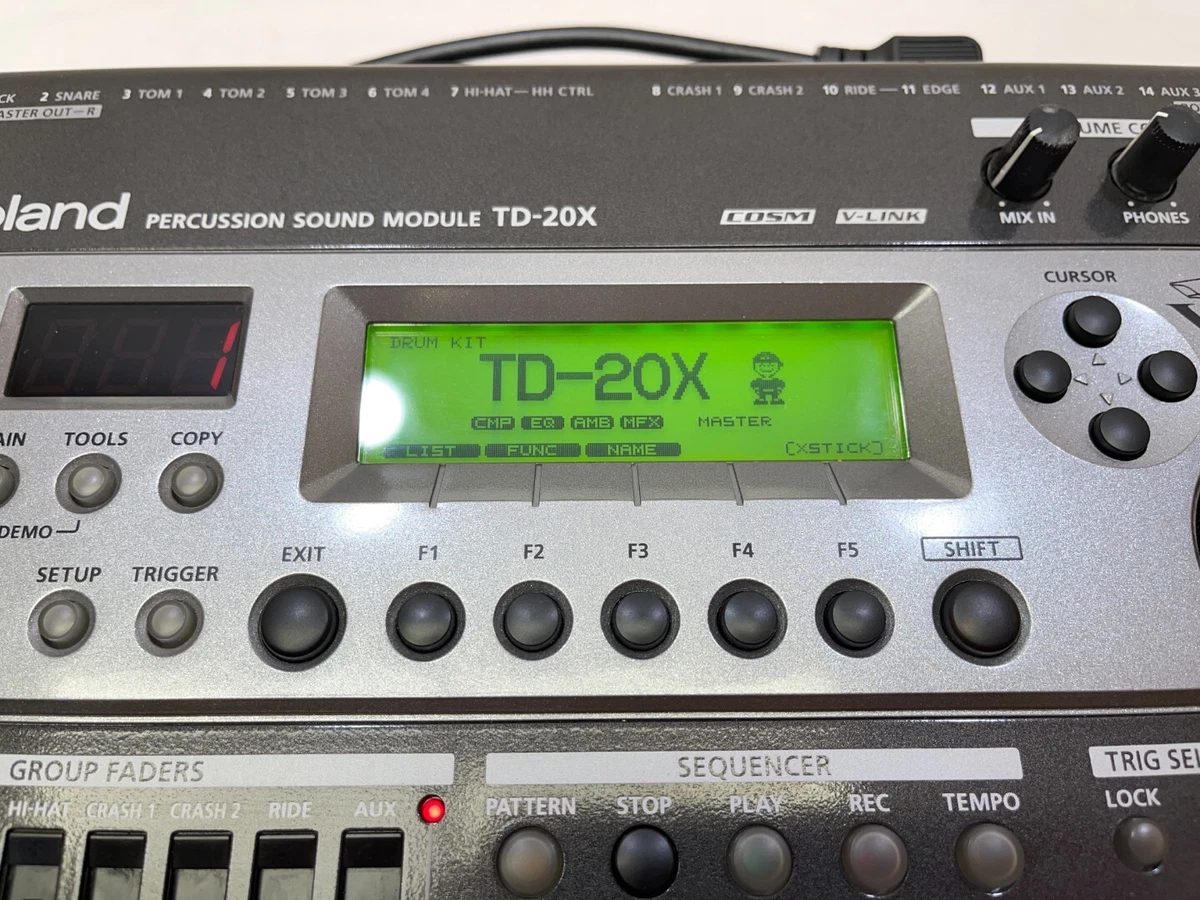 2 SNARE 3 TOM 1 4 TOM 2 5 TOM 3 6 TOM 4 7 HI-HAT — HH CTRL 8 CRASH 1 9 CRASH 2 10 RIDE — 11 EDGE 12 AUX 1 13 AUX 2 14 AUX 3
OUT—R
Roland PERCUSSION SOUND MODULE TD-20X COSM V-LINK MIX IN PHONES
CURSOR
1
DRUM KIT
TD-20X
CMP EQ AMB MFX MASTER
LIST FUNC NAME [XSTICK]
TOOLS COPY
DEMO
EXIT F1 F2 F3 F4 F5 SHIFT
SETUP TRIGGER
GROUP FADERS SEQUENCER TRIG
HI-HAT CRASH 1 CRASH 2 RIDE AUX PATTERN STOP PLAY REC TEMPO LOCK